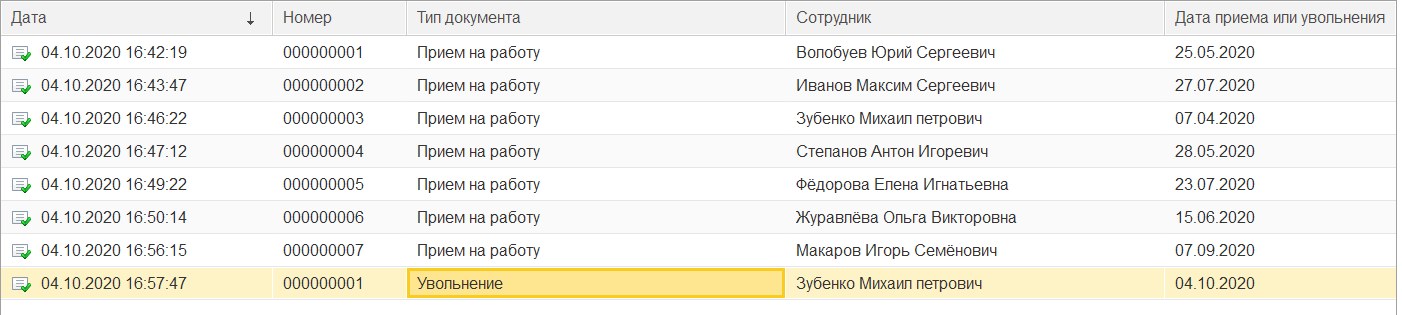 Дата ↓ Номер Тип документа Сотрудник Дата приема или увольнения
04.10.2020 16:42:19 000000001 Прием на работу Волобуев Юрий Сергеевич 25.05.2020
04.10.2020 16:43:47 000000002 Прием на работу Иванов Максим Сергеевич 27.07.2020
04.10.2020 16:46:22 000000003 Прием на работу Зубенко Михаил петрович 07.04.2020
04.10.2020 16:47:12 000000004 Прием на работу Степанов Антон Игоревич 28.05.2020
04.10.2020 16:49:22 000000005 Прием на работу Фёдорова Елена Игнатьевна 23.07.2020
04.10.2020 16:50:14 000000006 Прием на работу Журавлёва Ольга Викторовна 15.06.2020
04.10.2020 16:56:15 000000007 Прием на работу Макаров Игорь Семёнович 07.09.2020
04.10.2020 16:57:47 000000001 Увольнение Зубенко Михаил петрович 04.10.2020